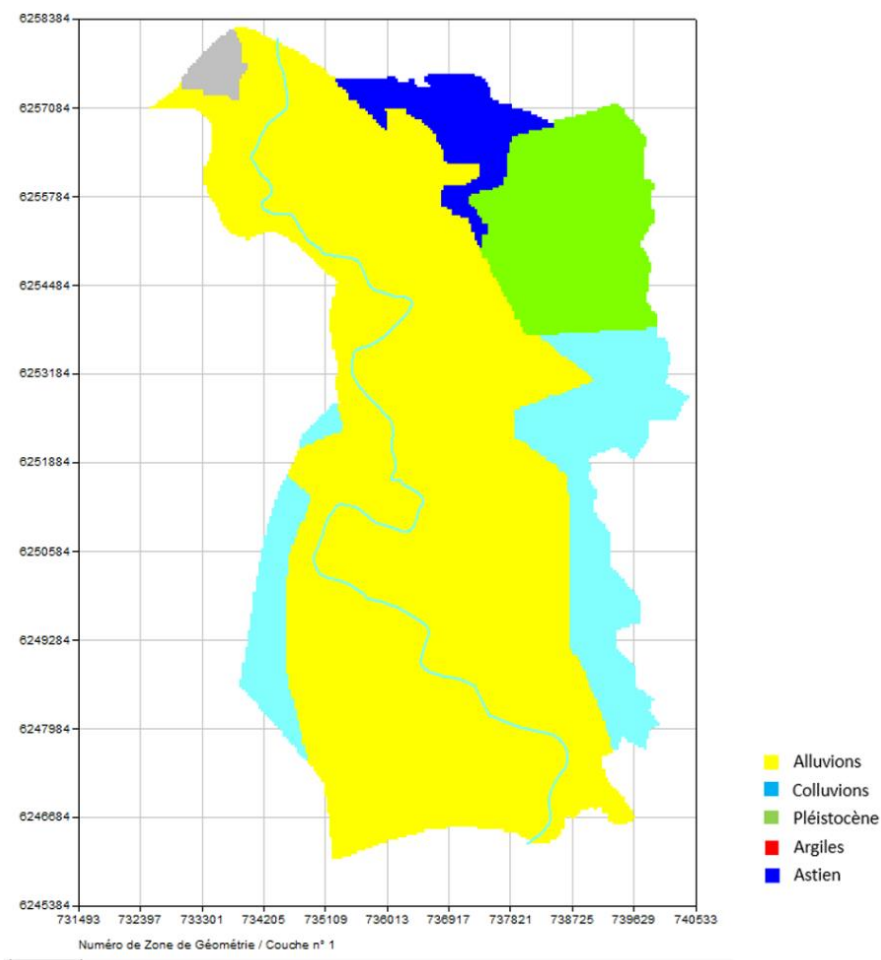 6258384
6257084
6255784
6254484
6253184
6251884
6250584
6249284
6247984
6246684
6245384
731493 732397 733301 734205 735109 736013 736917 737821 738725 739629 740533
Numéro de Zone de Géométrie / Couche n° 1
Alluvions
Colluvions
Pléistocène
Argiles
Astien